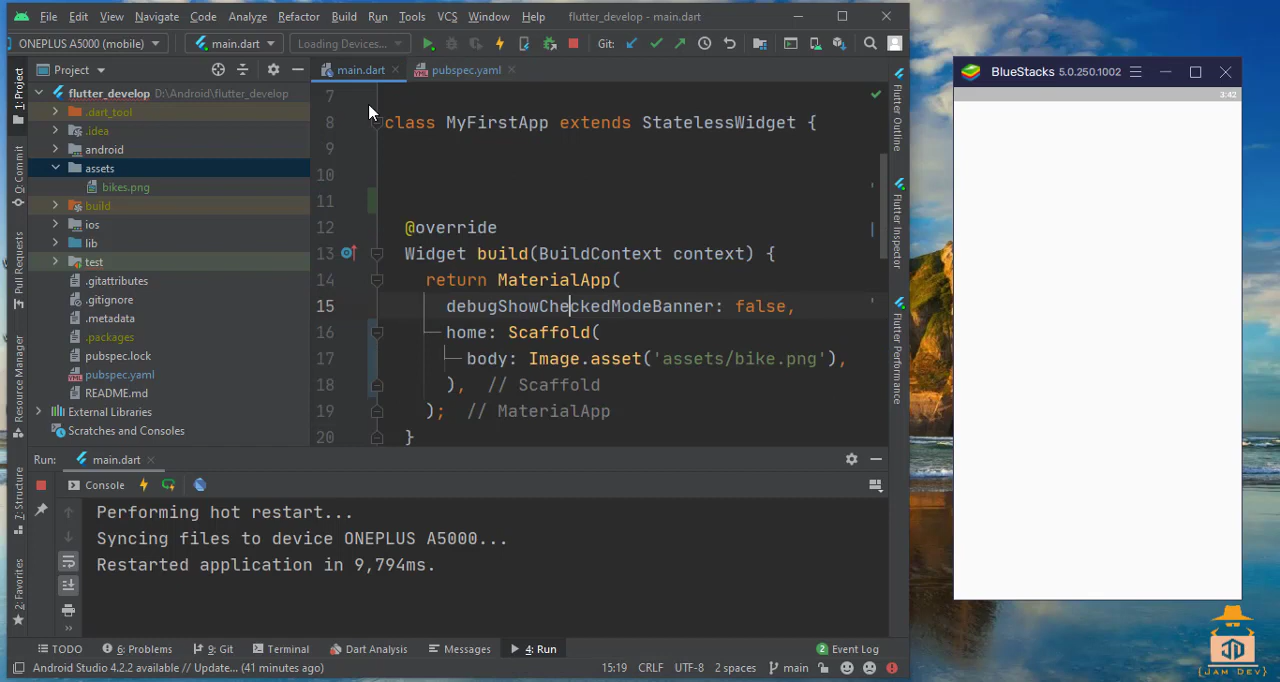 File Edit View Navigate Code Analyze Refactor Build Run Tools VCS Window Help flutter_develop - main.dart
ONEPLUS A5000 (mobile) main.dart Loading Devices... Git:
Project main.dart pubspec.yaml
1: Project
0: Commit
Pull Requests
Resource Manager
Z: Structure
2: Favorites
flutter_develop D:\Android\flutter_develop
.dart_tool
.idea
android
assets
bikes.png
build
ios
lib
test
.gitattributes
.gitignore
.metadata
.packages
pubspec.lock
pubspec.yaml
README.md
External Libraries
Scratches and Consoles
7
8 class MyFirstApp extends StatelessWidget {
9
10
11
12 @override
13 Widget build(BuildContext context) {
14 return MaterialApp(
15 debugShowCheckedModeBanner: false,
16 home: Scaffold(
17 body: Image.asset('assets/bike.png'),
18 ), // Scaffold
19 ); // MaterialApp
20 }
Flutter Outline
Flutter Inspector
Flutter Performance
Run: main.dart
Console
Performing hot restart...
Syncing files to device ONEPLUS A5000...
Restarted application in 9,794ms.
TODO 6: Problems 9: Git Terminal Dart Analysis Messages 4: Run 2 Event Log
Android Studio 4.2.2 available // Update... (41 minutes ago) 15:19 CRLF UTF-8 2 spaces main
BlueStacks 5.0.250.1002
3:42
JD
{JAM DEV}